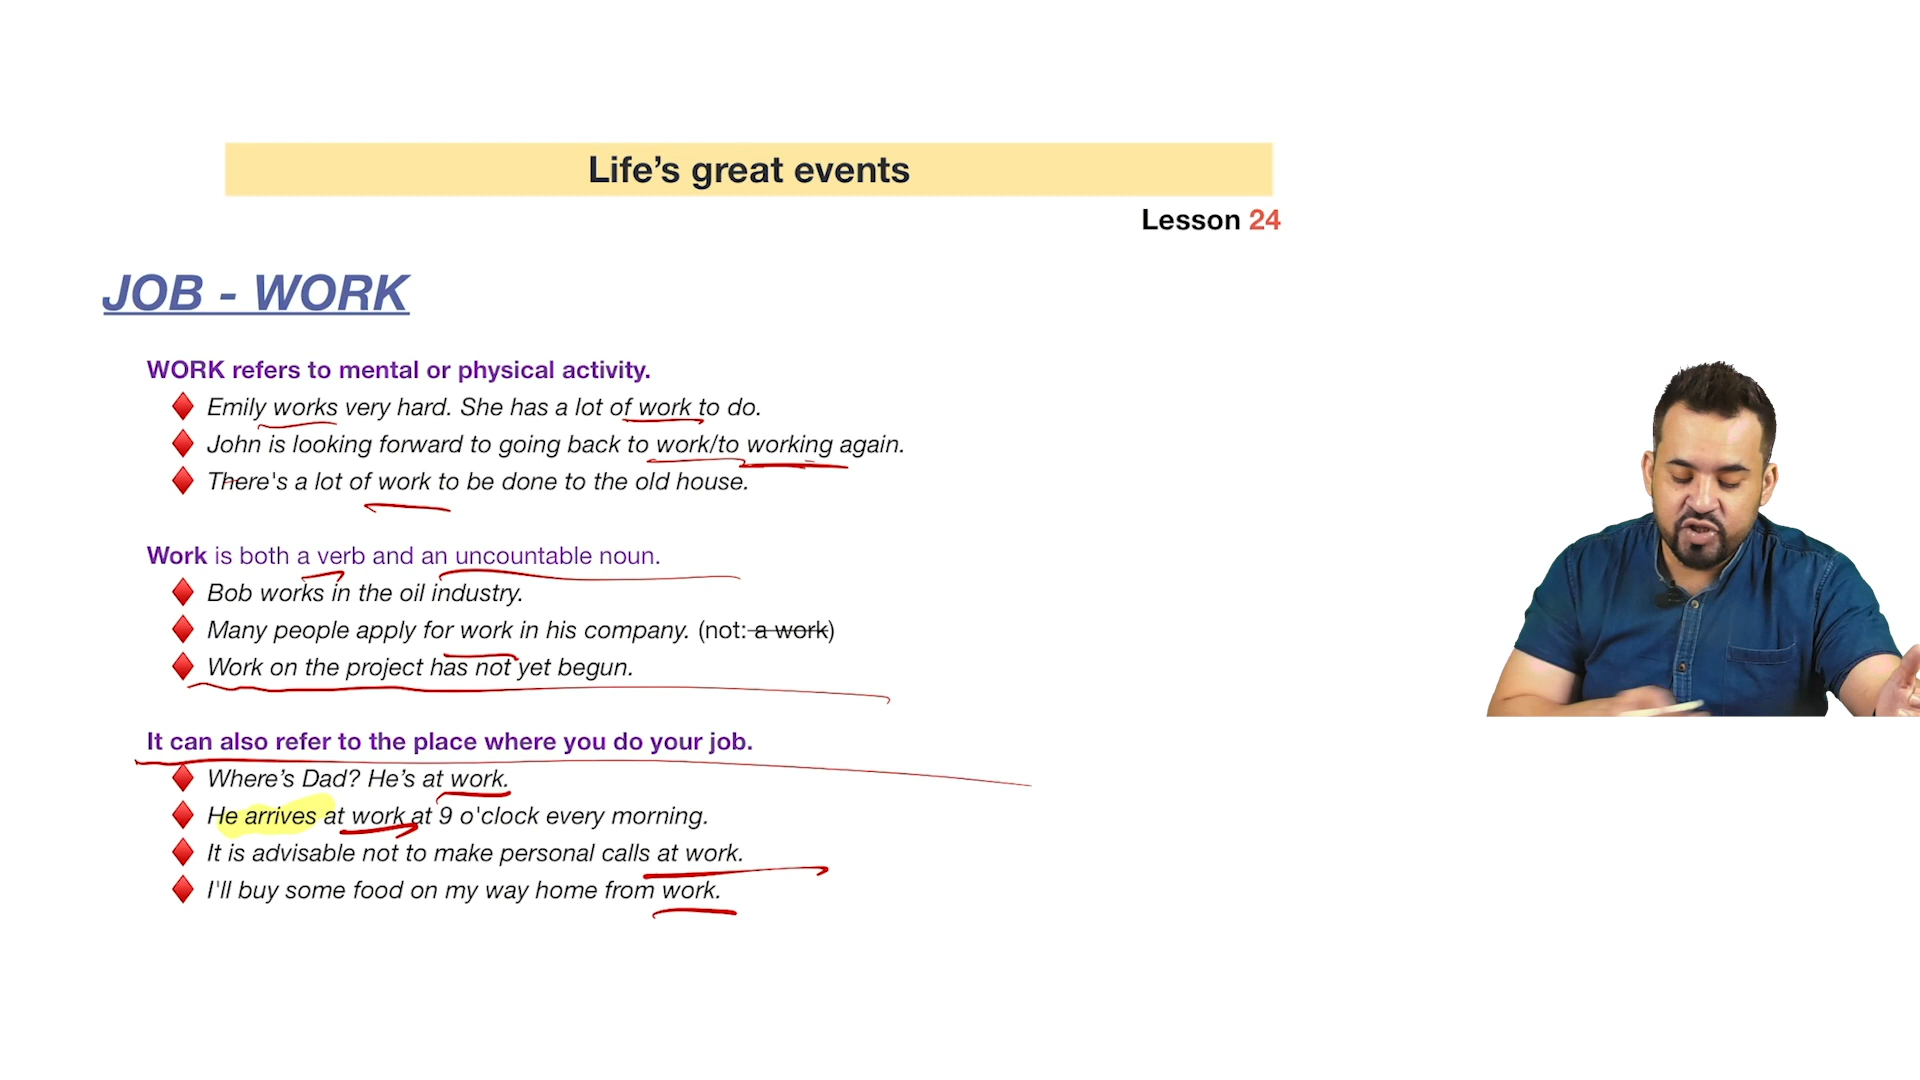 Life’s great events
Lesson 24
JOB - WORK
WORK refers to mental or physical activity.
Emily works very hard. She has a lot of work to do.
John is looking forward to going back to work/to working again.
There's a lot of work to be done to the old house.
Work is both a verb and an uncountable noun.
Bob works in the oil industry.
Many people apply for work in his company. (not: a work)
Work on the project has not yet begun.
It can also refer to the place where you do your job.
Where’s Dad? He’s at work.
He arrives at work at 9 o'clock every morning.
It is advisable not to make personal calls at work.
I'll buy some food on my way home from work.